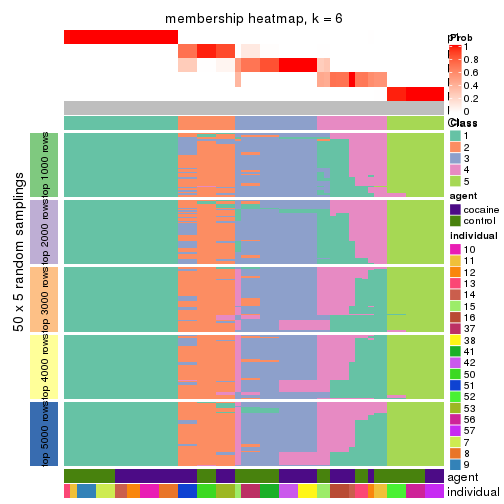 membership heatmap, k = 6
Prob
1
0.8
0.6
0.4
0.2
0
Class
1
2
3
4
5
agent
cocaine
control
individual
10
11
12
13
14
15
16
37
38
41
42
50
51
52
53
56
57
7
8
9
50 x 5 random samplings
top 1000 rows
top 2000 rows
top 3000 rows
top 4000 rows
top 5000 rows
agent
individual